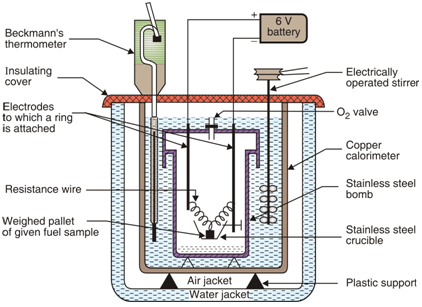 Beckmann's
thermometer
Insulating
cover
Electrodes
to which a ring
is attached
Resistance wire
Weighed pallet
of given fuel sample
+
–
6 V
battery
Electrically
operated stirrer
O2 valve
Copper
calorimeter
Stainless steel
bomb
Stainless steel
crucible
Plastic support
Air jacket
Water jacket